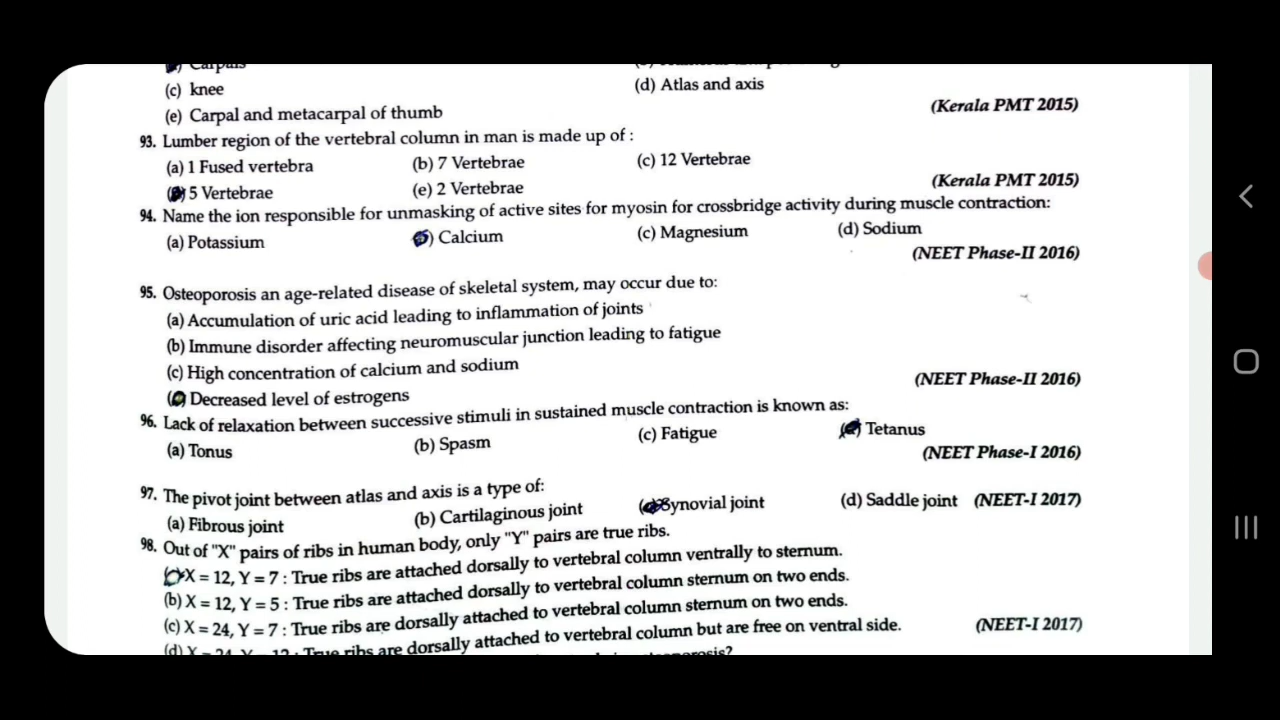 Carpals
(c) knee (d) Atlas and axis
(e) Carpal and metacarpal of thumb (Kerala PMT 2015)
93. Lumber region of the vertebral column in man is made up of :
(a) 1 Fused vertebra (b) 7 Vertebrae (c) 12 Vertebrae
5 Vertebrae (e) 2 Vertebrae (Kerala PMT 2015)
94. Name the ion responsible for unmasking of active sites for myosin for crossbridge activity during muscle contraction:
(a) Potassium (b) Calcium (c) Magnesium (d) Sodium
(NEET Phase-II 2016)
95. Osteoporosis an age-related disease of skeletal system, may occur due to:
(a) Accumulation of uric acid leading to inflammation of joints
(b) Immune disorder affecting neuromuscular junction leading to fatigue
(c) High concentration of calcium and sodium
Decreased level of estrogens (NEET Phase-II 2016)
96. Lack of relaxation between successive stimuli in sustained muscle contraction is known as:
(a) Tonus (b) Spasm (c) Fatigue Tetanus
(NEET Phase-I 2016)
97. The pivot joint between atlas and axis is a type of:
(a) Fibrous joint (b) Cartilaginous joint Synovial joint (d) Saddle joint (NEET-I 2017)
98. Out of "X" pairs of ribs in human body, only "Y" pairs are true ribs.
X = 12, Y = 7 : True ribs are attached dorsally to vertebral column ventrally to sternum.
(b) X = 12, Y = 5 : True ribs are attached dorsally to vertebral column sternum on two ends.
(c) X = 24, Y = 7 : True ribs are dorsally attached to vertebral column sternum on two ends.
(d) X = 24, Y = 12 : True ribs are dorsally attached to vertebral column but are free on ventral side. (NEET-I 2017)